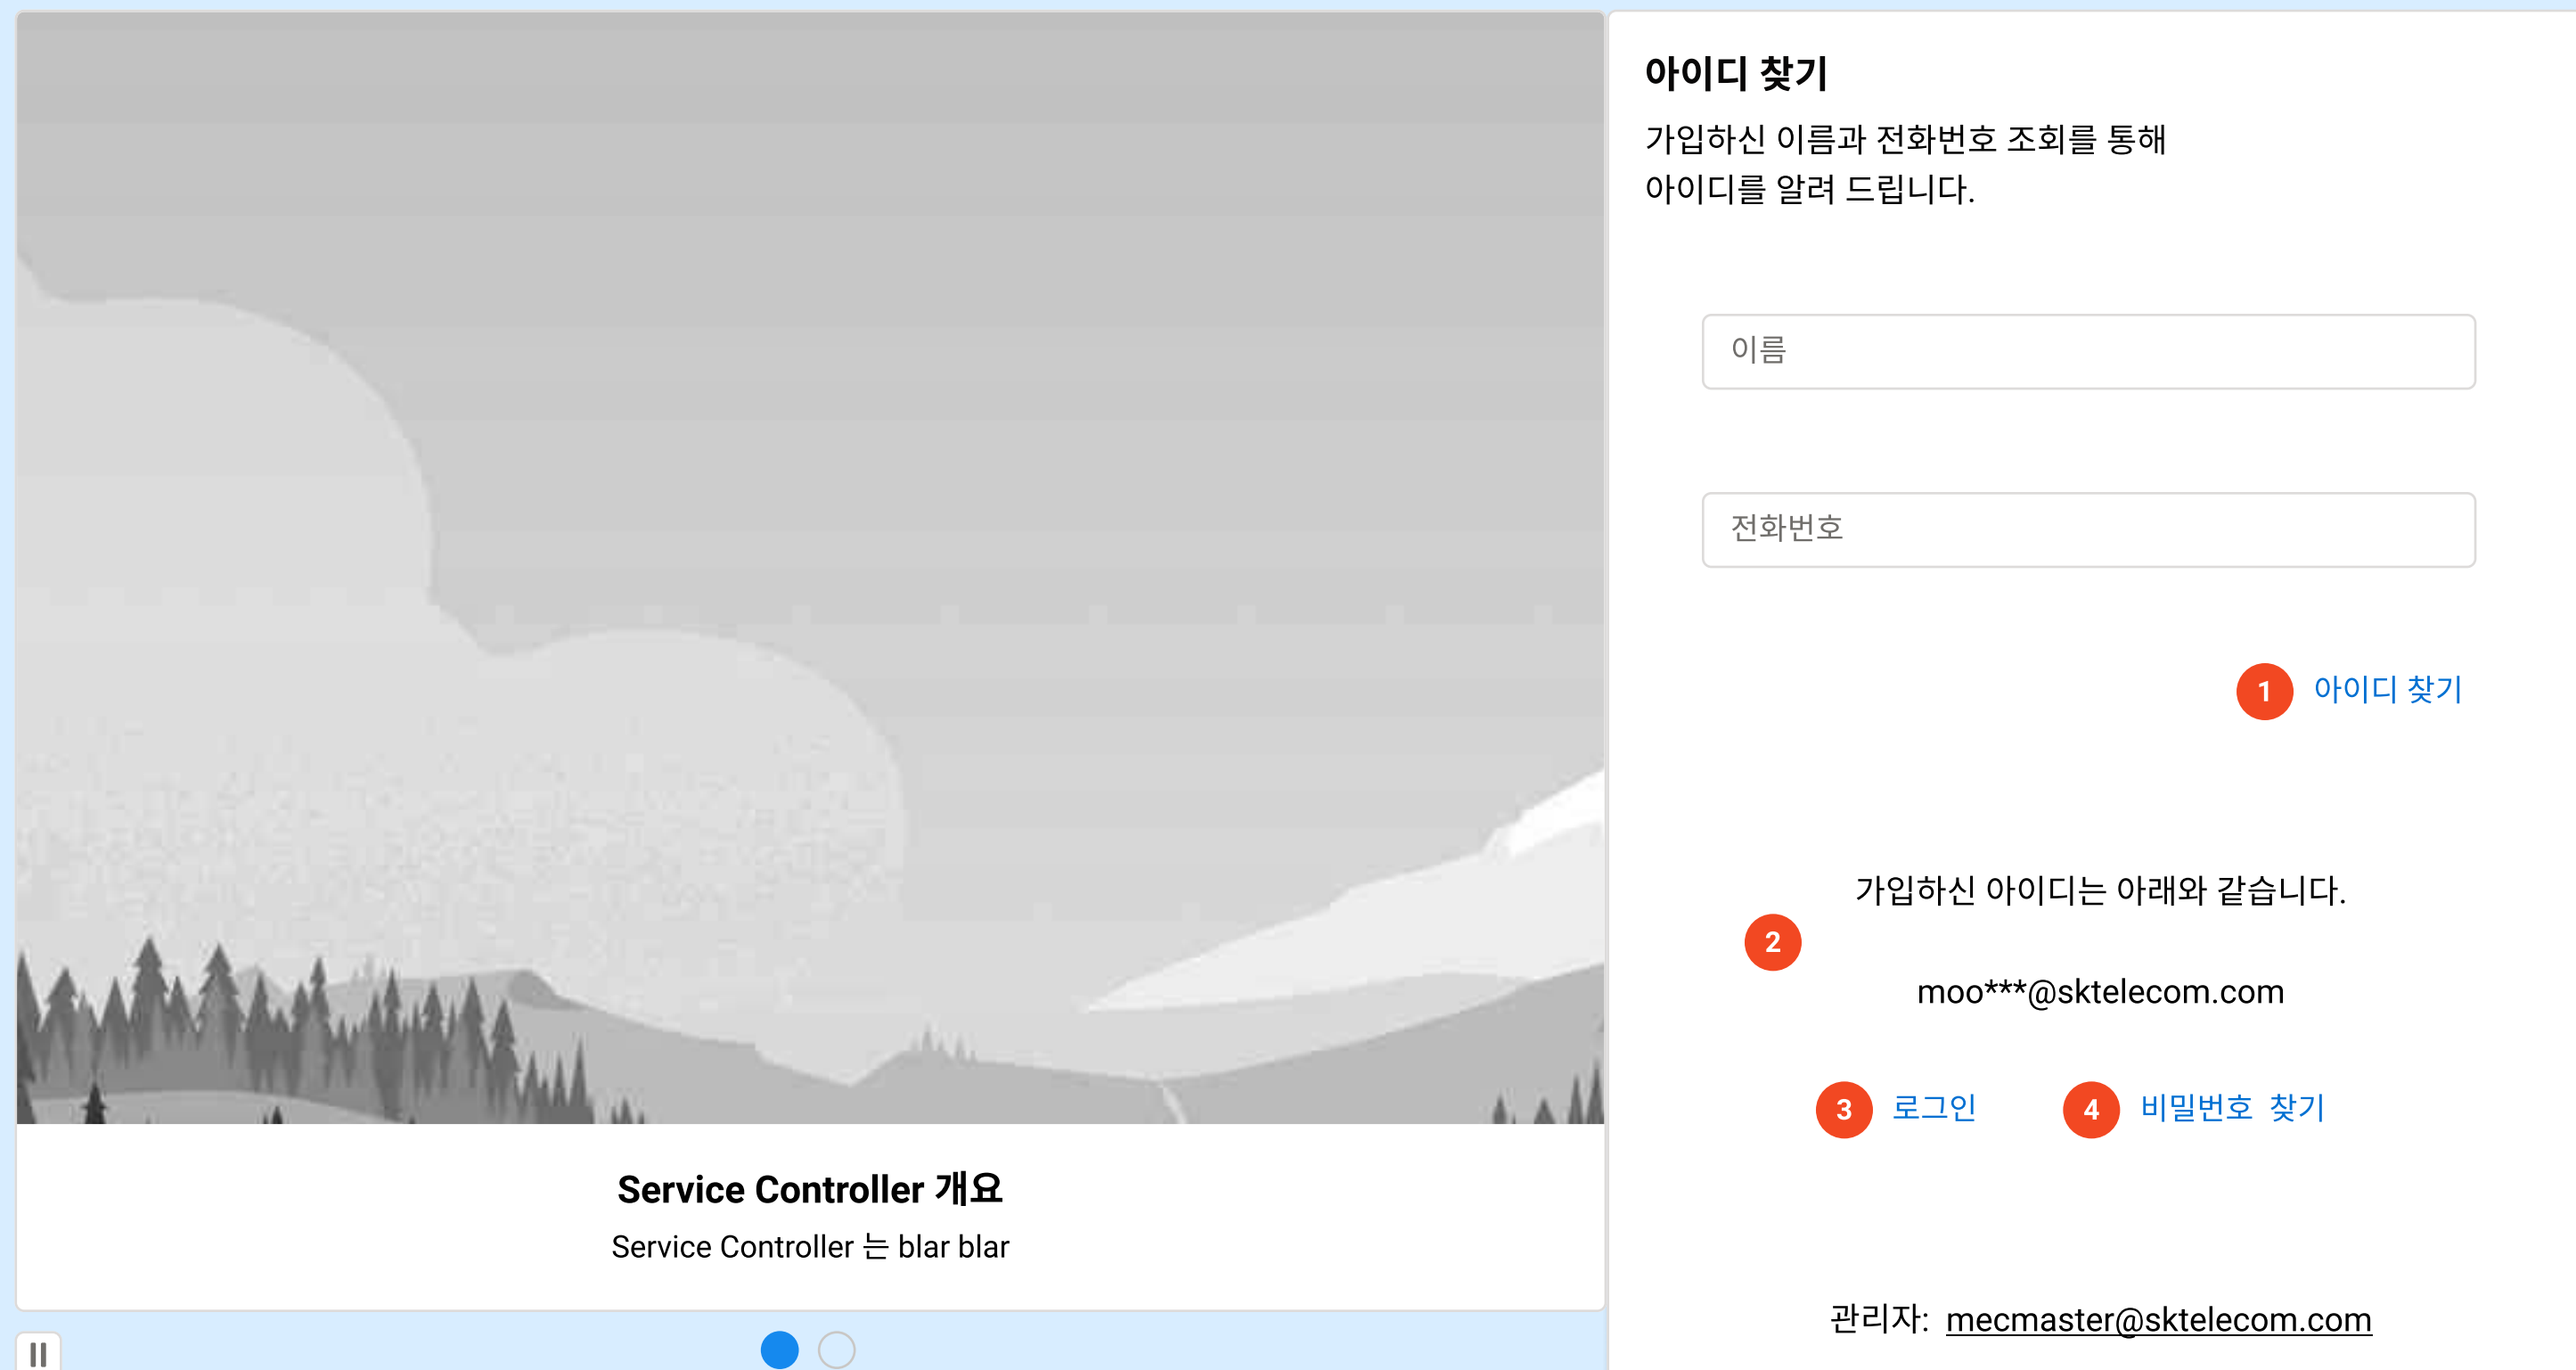 Service Controller 개요
Service Controller 는 blar blar
아이디 찾기
가입하신 이름과 전화번호 조회를 통해
아이디를 알려 드립니다.
이름
전화번호
1 아이디 찾기
가입하신 아이디는 아래와 같습니다.
2
moo***@sktelecom.com
3 로그인 4 비밀번호 찾기
관리자: mecmaster@sktelecom.com